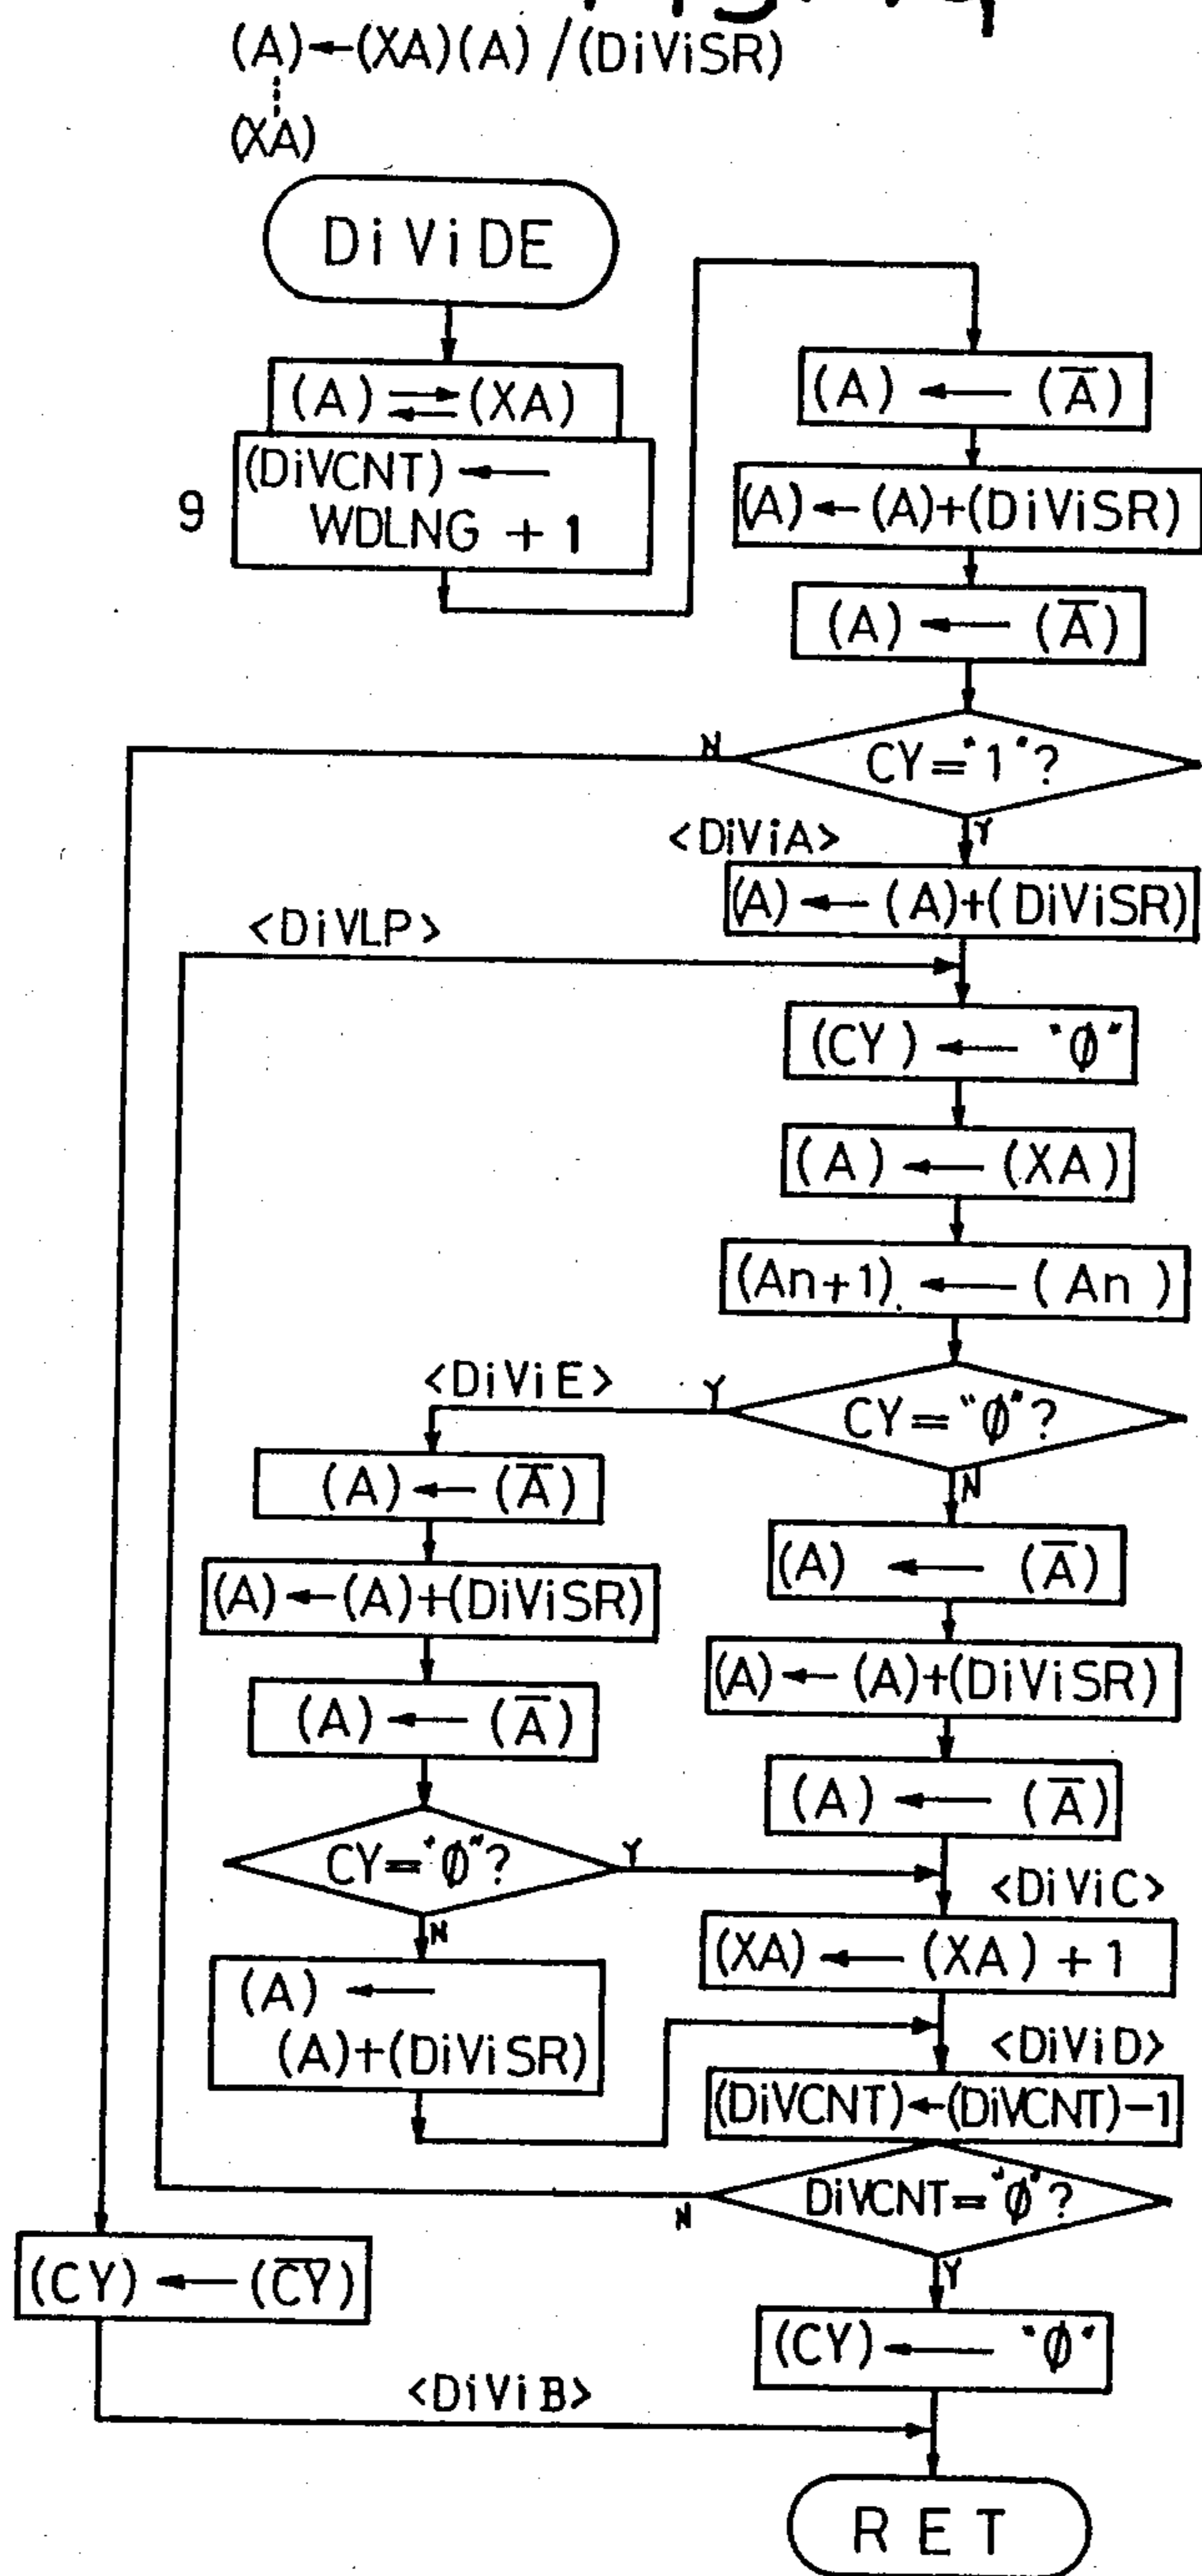 (A)←(XA)(A)/(DiViSR)
(XA)
DiViDE
(A) ⇄ (XA)
(DiVCNT) ←
WDLNG + 1
9
(A) ← (A̅)
(A)←(A)+(DiViSR)
(A) ← (A̅)
CY="1"?
N
Y
<DiViA>
(A) ← (A)+(DiViSR)
<DiVLP>
(CY) ← "Ø"
(A) ← (XA)
(An+1) ← (An)
CY="Ø"?
Y
N
<DiViE>
(A) ← (A̅)
(A)←(A)+(DiViSR)
(A) ← (A̅)
CY="Ø"?
Y
N
(A) ←
(A)+(DiViSR)
(A) ← (A̅)
(A) ← (A)+(DiViSR)
(A) ← (A̅)
<DiViC>
(XA) ← (XA) + 1
<DiViD>
(DiVCNT)←(DiVCNT)-1
DiVCNT="Ø"?
N
Y
(CY) ← (C̅Y̅)
(CY) ← "Ø"
<DiViB>
RET